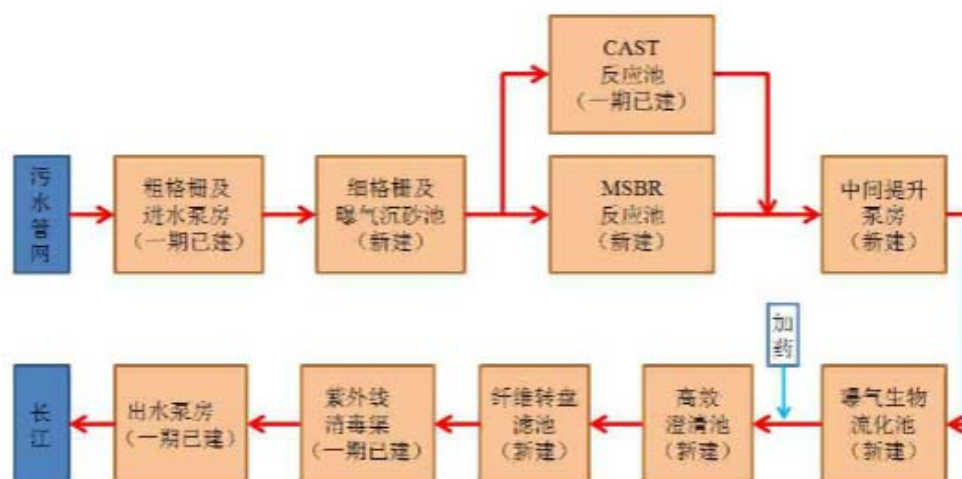 污水管网
粗格栅及
进水泵房
(一期已建)
细格栅及
曝气沉砂池
(新建)
CAST
反应池
(一期已建)
MSBR
反应池
(新建)
中间提升
泵房
(新建)
曝气生物
流化池
(新建)
加药
高效
澄清池
(新建)
纤维转盘
滤池
(新建)
紫外线
消毒渠
(一期已建)
出水泵房
(一期已建)
长江